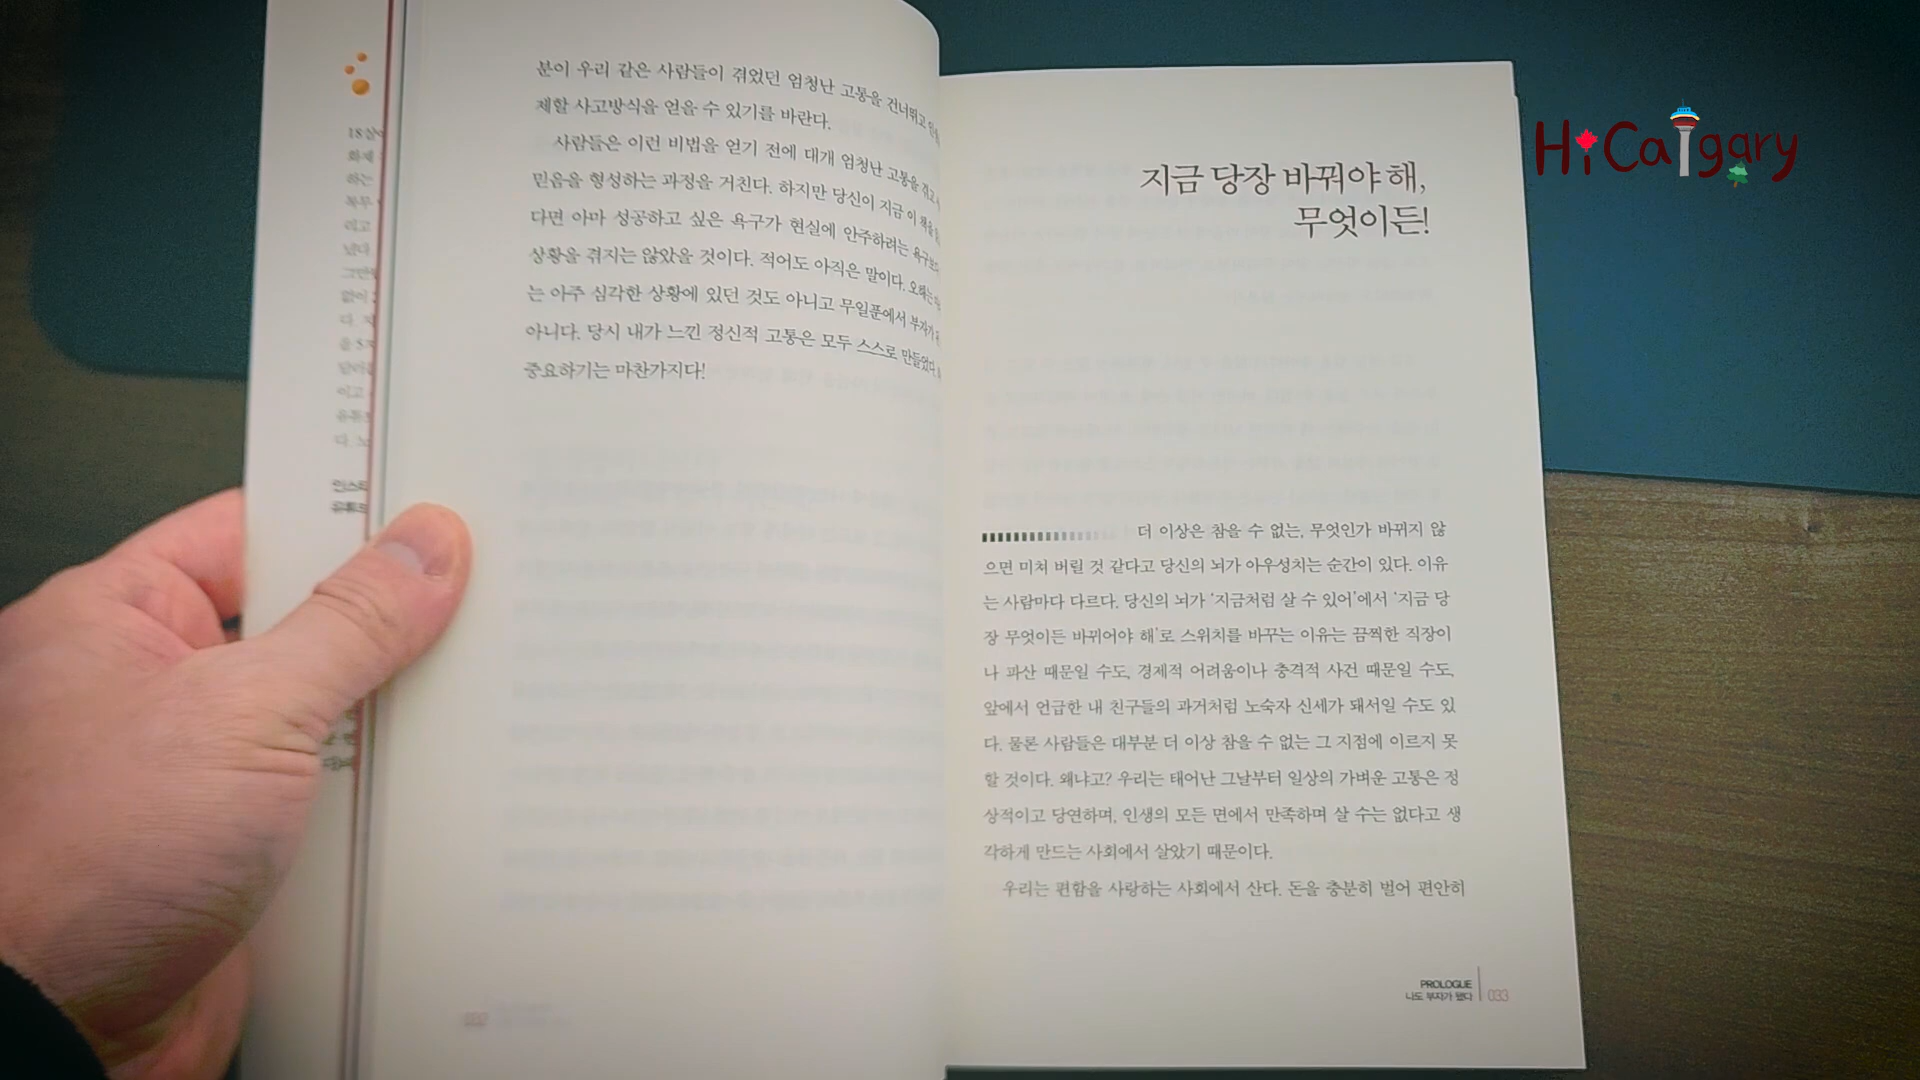 분이 우리 같은 사람들이 겪었던 엄청난 고통을 건너뛰고
제할 사고방식을 얻을 수 있기를 바란다.
사람들은 이런 비법을 얻기 전에 대개 엄청난 고통을 겪고
믿음을 형성하는 과정을 거친다. 하지만 당신이 지금 이 책을
다면 아마 성공하고 싶은 욕구가 현실에 안주하려는 욕구보다
상황을 겪지는 않았을 것이다. 적어도 아직은 말이다.
는 아주 심각한 상황에 있던 것도 아니고 무일푼에서 부자가
아니다. 당시 내가 느낀 정신적 고통은 모두 스스로 만들었다.
중요하기는 마찬가지다!
HiCalgary
지금 당장 바꿔야 해,
무엇이든!
더 이상은 참을 수 없는, 무엇인가 바뀌지 않
으면 미쳐 버릴 것 같다고 당신의 뇌가 아우성치는 순간이 있다. 이유
는 사람마다 다르다. 당신의 뇌가 ‘지금처럼 살 수 있어’에서 ‘지금 당
장 무엇이든 바뀌어야 해’로 스위치를 바꾸는 이유는 끔찍한 직장이
나 파산 때문일 수도, 경제적 어려움이나 충격적 사건 때문일 수도,
앞에서 언급한 내 친구들의 과거처럼 노숙자 신세가 돼서일 수도 있
다. 물론 사람들은 대부분 더 이상 참을 수 없는 그 지점에 이르지 못
할 것이다. 왜냐고? 우리는 태어난 그날부터 일상의 가벼운 고통은 정
상적이고 당연하며, 인생의 모든 면에서 만족하며 살 수는 없다고 생
각하게 만드는 사회에서 살았기 때문이다.
우리는 편함을 사랑하는 사회에서 산다. 돈을 충분히 벌어 편안히
PROLOGUE
나도 부자가 됐다
033